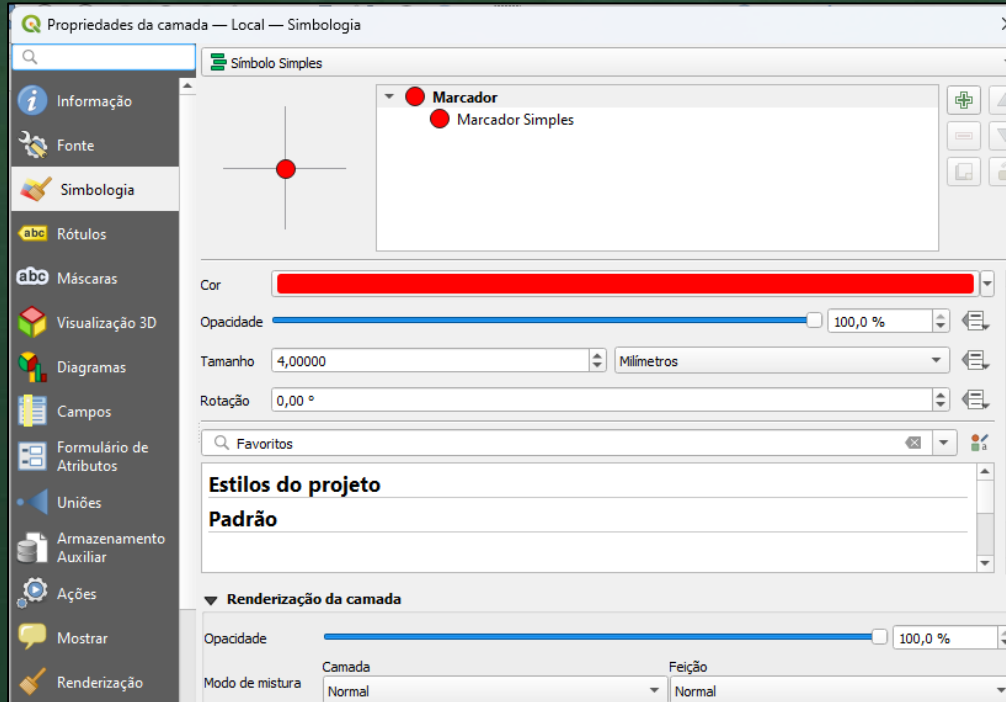 Propriedades da camada — Local — Simbologia
Símbolo Simples
Informação
Fonte
Simbologia
abc Rótulos
abc Máscaras
Visualização 3D
Diagramas
Campos
Formulário de
Atributos
Uniões
Armazenamento
Auxiliar
Ações
Mostrar
Renderização
Marcador
Marcador Simples
Cor
Opacidade 100,0 %
Tamanho 4,00000 Milímetros
Rotação 0,00 °
Favoritos
Estilos do projeto
Padrão
Renderização da camada
Opacidade 100,0 %
Camada Feição
Modo de mistura Normal Normal